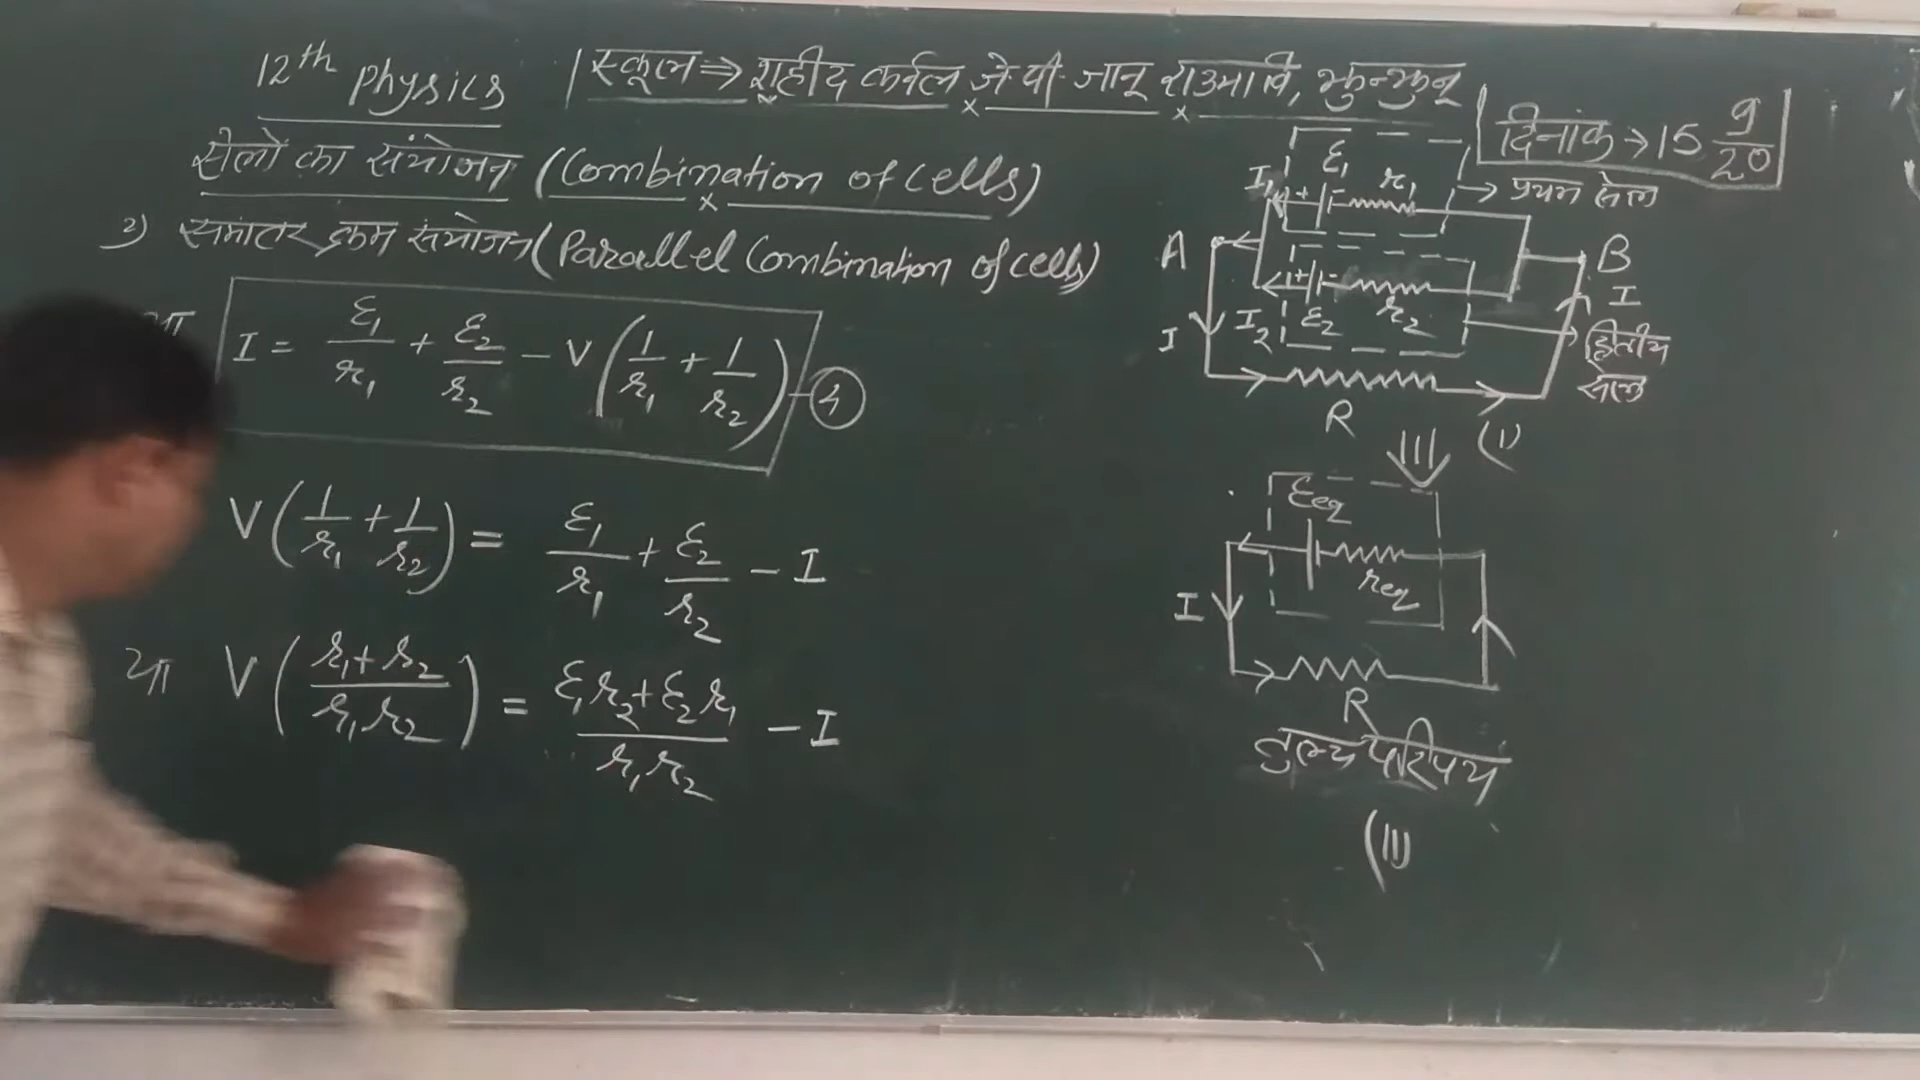 12th Physics | स्कूल ⇒ शहीद कर्नल जे.पी. जानू राउमावि, झुन्झुनू
दिनांक → 15 9/20
सेलों का संयोजन (Combination of cells)
2) समांतर क्रम संयोजन (Parallel Combination of cells)
या I = ε₁/r₁ + ε₂/r₂ − V(1/r₁ + 1/r₂) —④
V(1/r₁ + 1/r₂) = ε₁/r₁ + ε₂/r₂ − I
या V((r₁+r₂)/(r₁r₂)) = (ε₁r₂+ε₂r₁)/(r₁r₂) − I
ε₁
I₁ + r₁ → प्रथम सेल
A B
I
+
I I₂ ε₂ r₂ द्वितीय
सेल
R (I)
εeq
req
I
R
तुल्य परिपथ
(II)